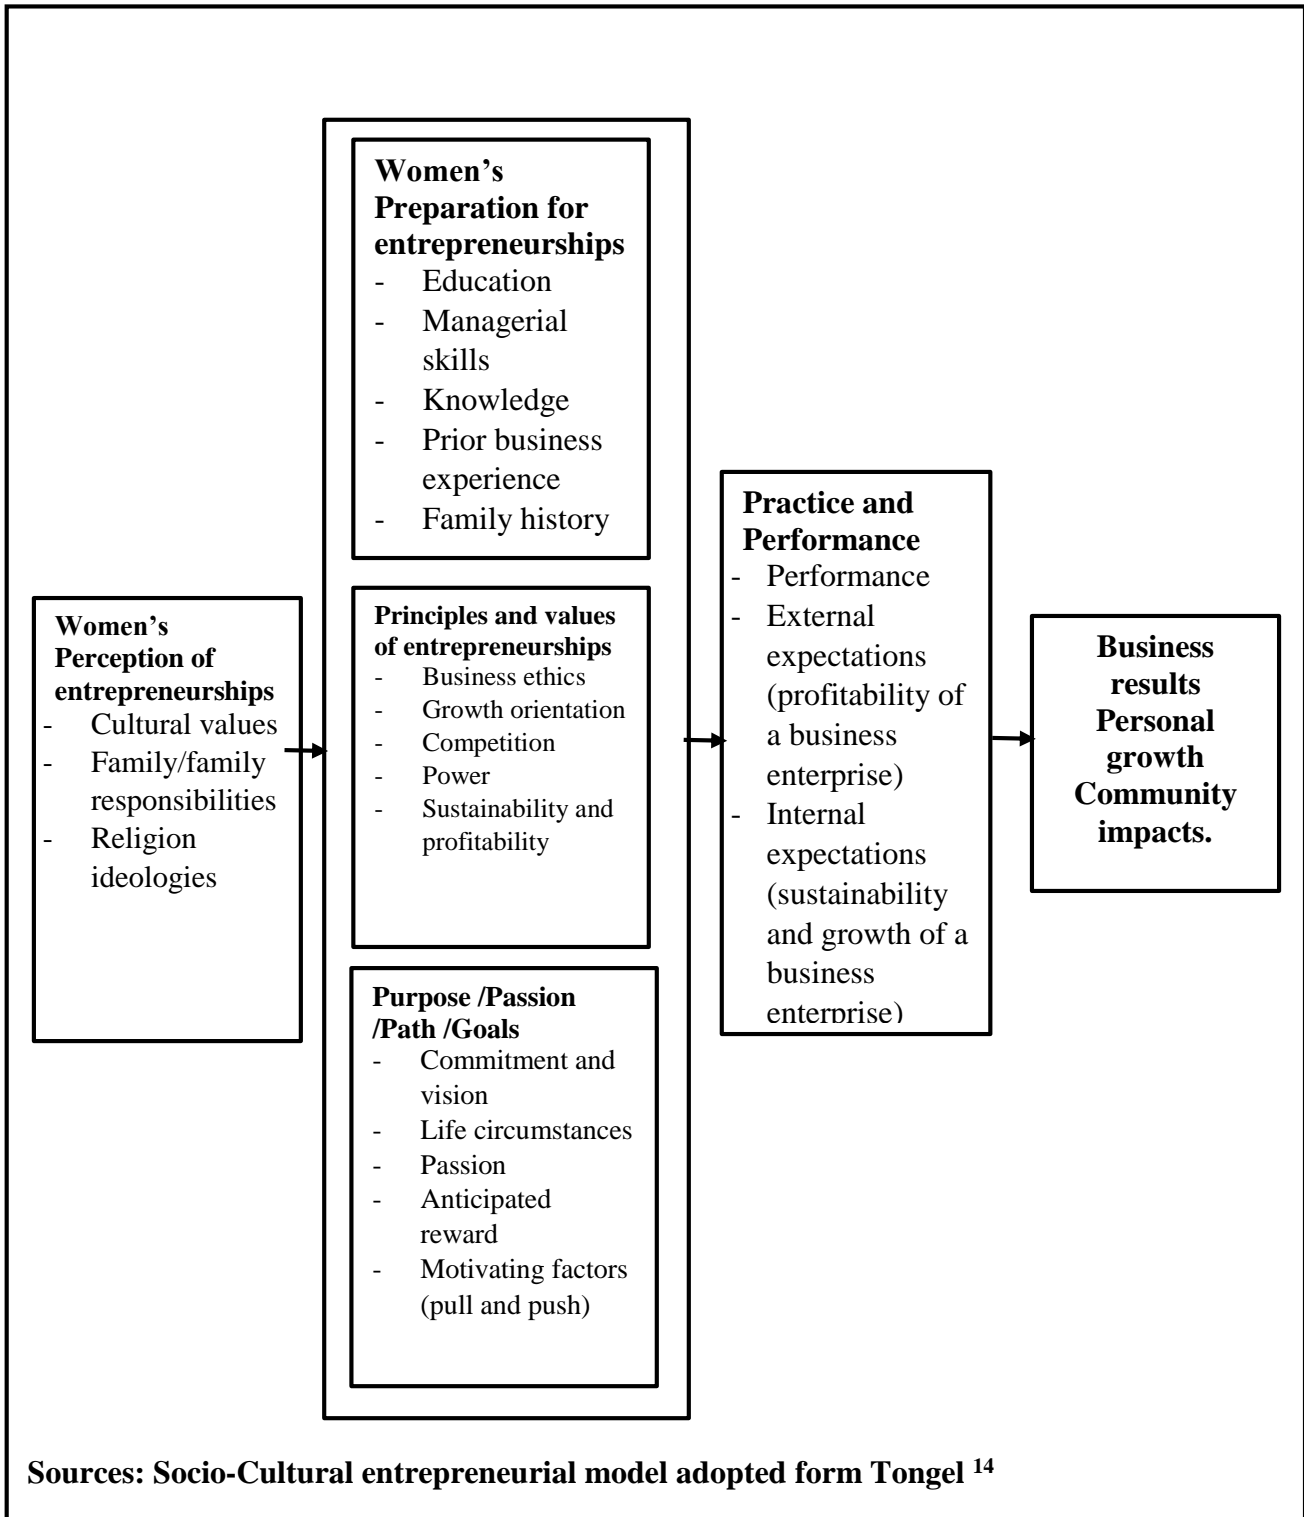 Women's
Preparation for
entrepreneurships
- Education
- Managerial
skills
- Knowledge
- Prior business
experience
- Family history
Women's
Perception of
entrepreneurships
- Cultural values
- Family/family
responsibilities
- Religion
ideologies
Principles and values
of entrepreneurships
- Business ethics
- Growth orientation
- Competition
- Power
- Sustainability and
profitability
Purpose /Passion
/Path /Goals
- Commitment and
vision
- Life circumstances
- Passion
- Anticipated
reward
- Motivating factors
(pull and push)
Practice and
Performance
- Performance
- External
expectations
(profitability of
a business
enterprise)
- Internal
expectations
(sustainability
and growth of a
business
enterprise)
Business
results
Personal
growth
Community
impacts.
Sources: Socio-Cultural entrepreneurial model adopted form Tongel 14